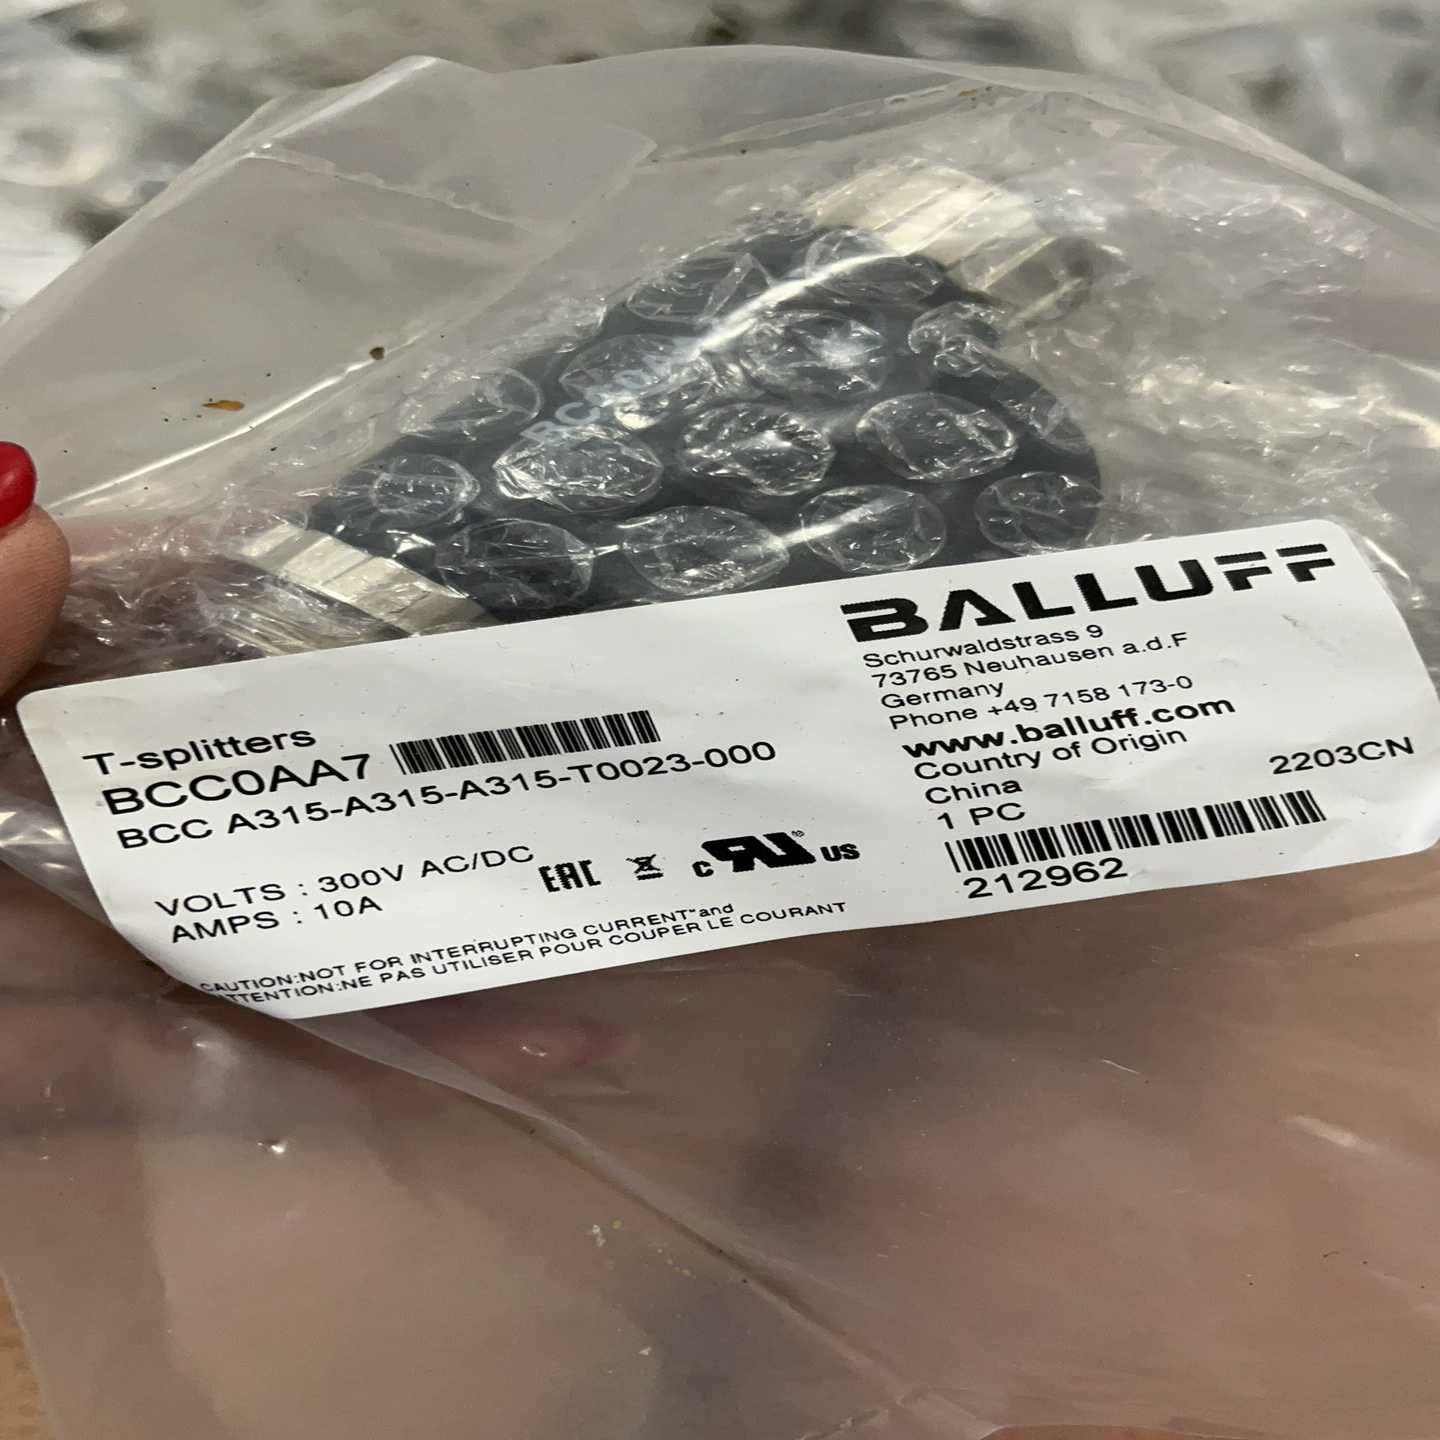 T-splitters
BCC0AA7
BCC A315-A315-A315-T0023-000
VOLTS : 300V AC/DC
AMPS : 10A
EAC
c RU US
CAUTION:NOT FOR INTERRUPTING CURRENT"and
ATTENTION:NE PAS UTILISER POUR COUPER LE COURANT
BALLUFF
Schurwaldstrass 9
73765 Neuhausen a.d.F
Germany
Phone +49 7158 173-0
www.balluff.com
Country of Origin
China
2203CN
1 PC
212962